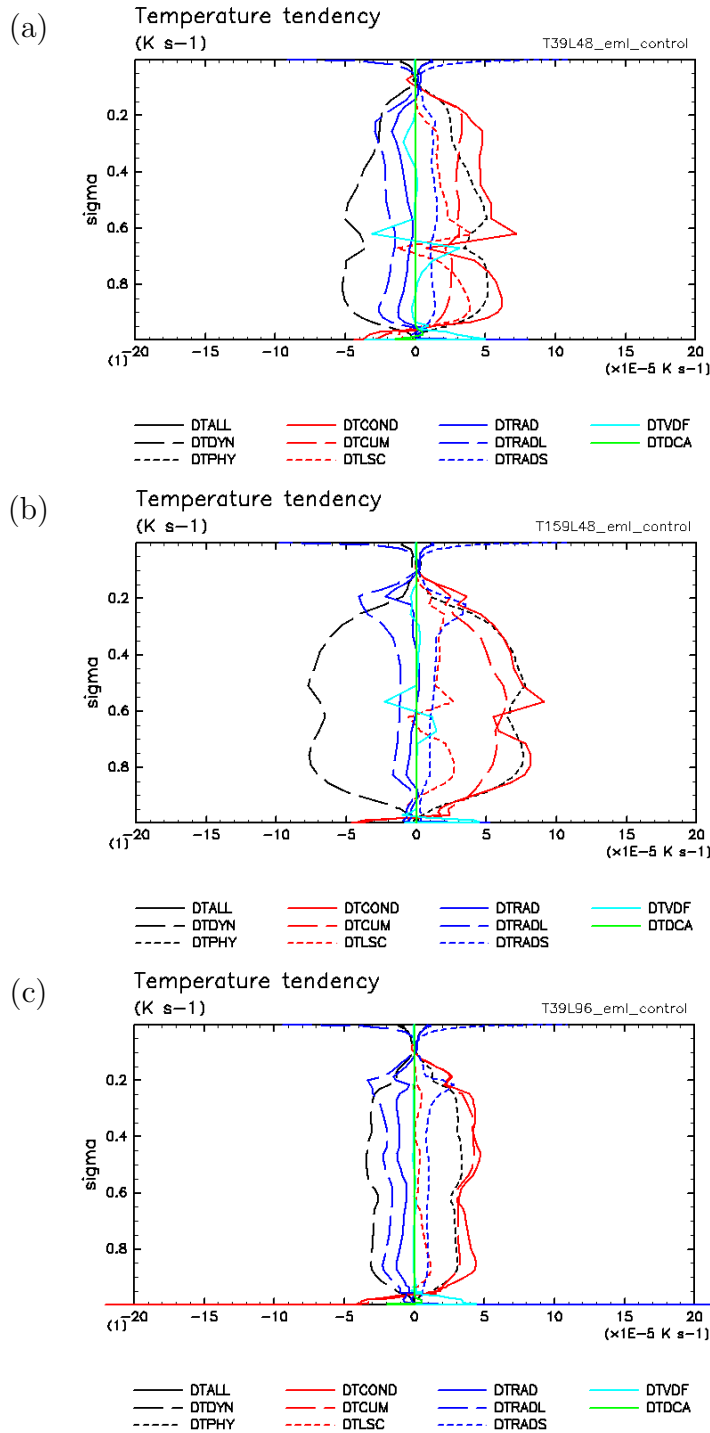 (a)
Temperature tendency
(K s-1)
T39L48_eml_control
0.2
0.4
sigma
0.6
0.8
(1)
-20
-15
-10
-5
0
5
10
15
20
(×1E-5 K s-1)
DTALL DTCOND DTRAD DTVDF
DTDYN DTCUM DTRADL DTDCA
DTPHY DTLSC DTRADS
(b)
Temperature tendency
(K s-1)
T159L48_eml_control
0.2
0.4
sigma
0.6
0.8
(1)
-20
-15
-10
-5
0
5
10
15
20
(×1E-5 K s-1)
DTALL DTCOND DTRAD DTVDF
DTDYN DTCUM DTRADL DTDCA
DTPHY DTLSC DTRADS
(c)
Temperature tendency
(K s-1)
T39L96_eml_control
0.2
0.4
sigma
0.6
0.8
(1)
-20
-15
-10
-5
0
5
10
15
20
(×1E-5 K s-1)
DTALL DTCOND DTRAD DTVDF
DTDYN DTCUM DTRADL DTDCA
DTPHY DTLSC DTRADS